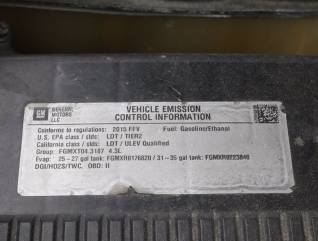 GM
GENERAL MOTORS LLC
VEHICLE EMISSION
CONTROL INFORMATION
Conforms to regulations: 2015 FFV Fuel: Gasoline/Ethanol
U.S. EPA class / stds: LDT / TIER2
California class / stds: LDT / ULEV Qualified
Group: FGMXT04.3187 4.3L
Evap: 25 - 27 gal tank: FGMXR0176820 / 31 - 35 gal tank: FGMXR0223840
DGI/HO2S/TWC, OBD: II